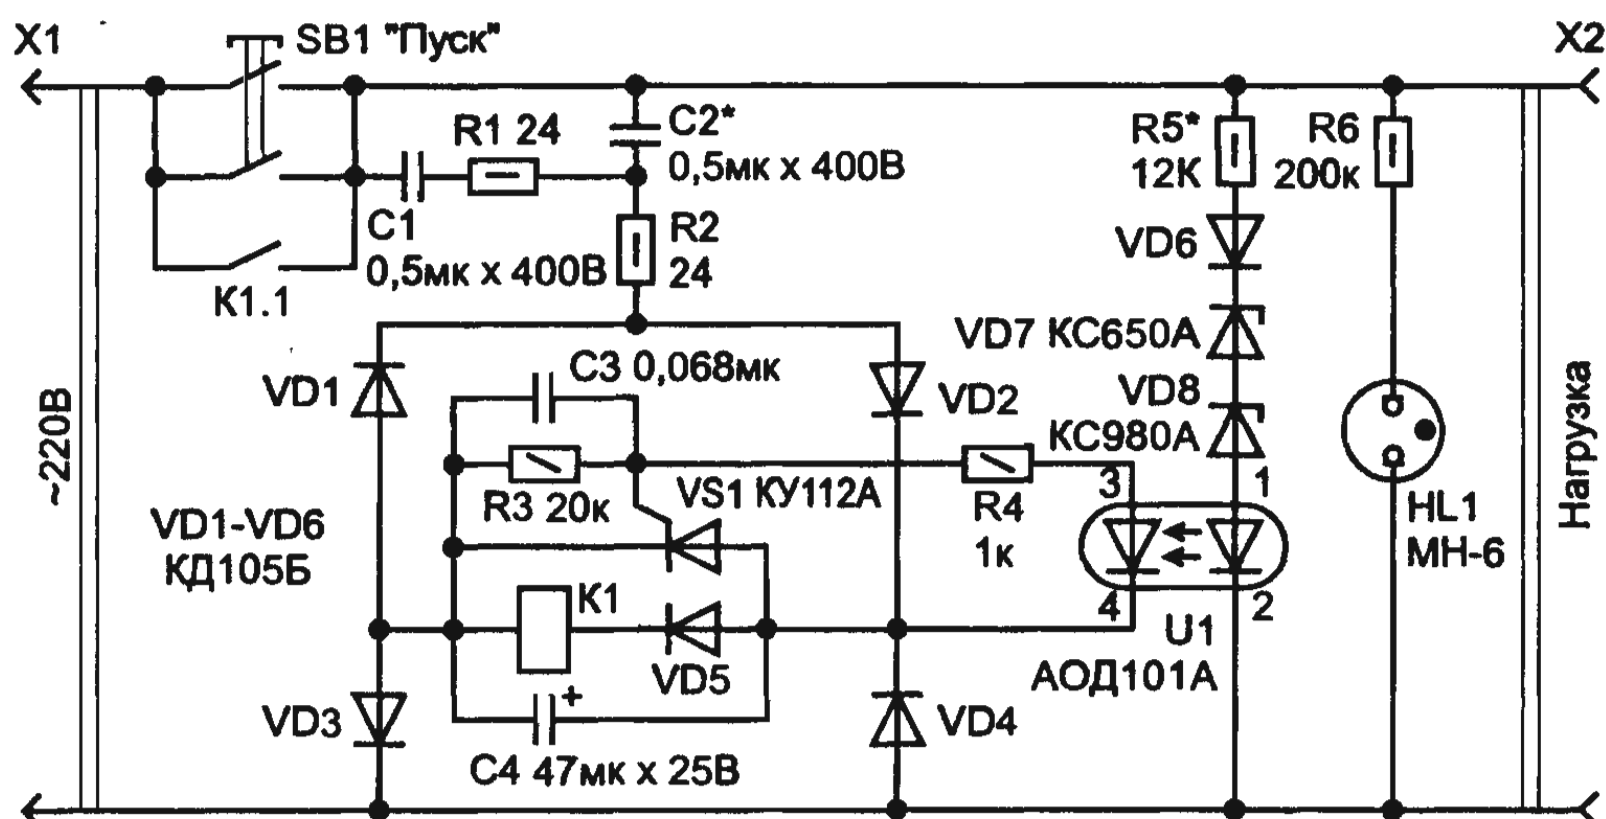 X1
SB1 "Пуск"
X2
R1 24
C2*
0,5мк x 400В
R5*
12К
R6
200к
C1
0,5мк x 400В
R2
24
VD6
K1.1
VD7 КС650А
C3 0,068мк
VD1
VD2
VD8
КС980А
~220В
Нагрузка
R3 20к
VS1 КУ112А
R4
1к
3
1
HL1
МН-6
VD1-VD6
КД105Б
K1
4
2
U1
АОД101А
VD5
+
VD3
VD4
C4 47мк x 25В